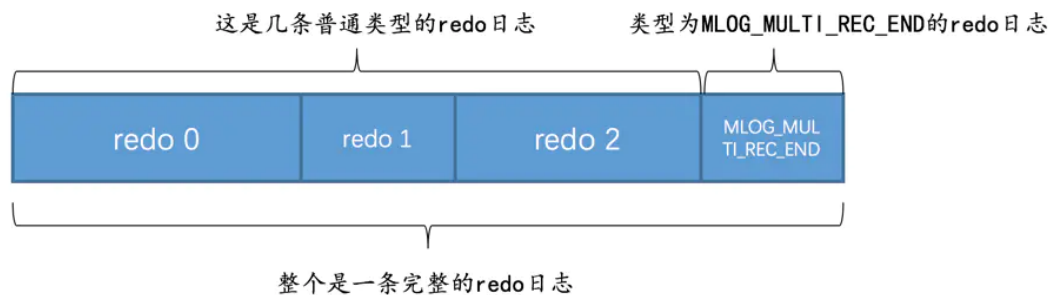 这是几条普通类型的redo日志
类型为MLOG_MULTI_REC_END的redo日志
redo 0
redo 1
redo 2
MLOG_MUL
TI_REC_END
整个是一条完整的redo日志